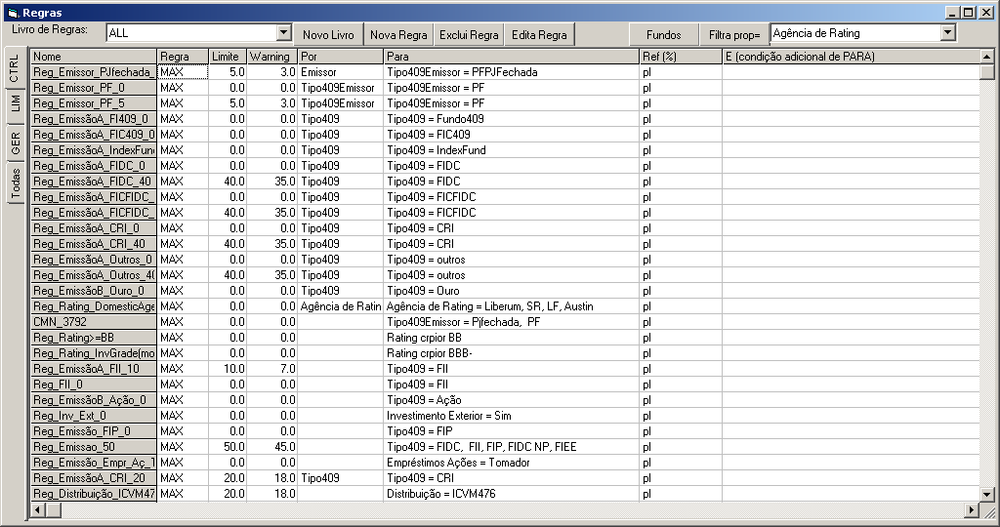 Regras
Livro de Regras: ALL Novo Livro Nova Regra Exclui Regra Edita Regra Fundos Filtra prop= Agência de Rating
CTRL
LIM
GER
Todas
Nome Regra Limite Warning Por Para Ref (%) E (condição adicional de PARA)
Reg_Emissor_PJfechada_ MAX 5.0 3.0 Emissor Tipo409Emissor = PFPJFechada pl
Reg_Emissor_PF_0 MAX 0.0 0.0 Tipo409Emissor Tipo409Emissor = PF pl
Reg_Emissor_PF_5 MAX 5.0 3.0 Tipo409Emissor Tipo409Emissor = PF pl
Reg_EmissãoA_FI409_0 MAX 0.0 0.0 Tipo409 Tipo409 = Fundo409 pl
Reg_EmissãoA_FIC409_0 MAX 0.0 0.0 Tipo409 Tipo409 = FIC409 pl
Reg_EmissãoA_IndexFun MAX 0.0 0.0 Tipo409 Tipo409 = IndexFund pl
Reg_EmissãoA_FIDC_0 MAX 0.0 0.0 Tipo409 Tipo409 = FIDC pl
Reg_EmissãoA_FIDC_40 MAX 40.0 35.0 Tipo409 Tipo409 = FIDC pl
Reg_EmissãoA_FICFIDC_ MAX 0.0 0.0 Tipo409 Tipo409 = FICFIDC pl
Reg_EmissãoA_FICFIDC_ MAX 40.0 35.0 Tipo409 Tipo409 = FICFIDC pl
Reg_EmissãoA_CRI_0 MAX 0.0 0.0 Tipo409 Tipo409 = CRI pl
Reg_EmissãoA_CRI_40 MAX 40.0 35.0 Tipo409 Tipo409 = CRI pl
Reg_EmissãoA_Outros_0 MAX 0.0 0.0 Tipo409 Tipo409 = outros pl
Reg_EmissãoA_Outros_40 MAX 40.0 35.0 Tipo409 Tipo409 = outros pl
Reg_EmissãoB_Ouro_0 MAX 0.0 0.0 Tipo409 Tipo409 = Ouro pl
Reg_Rating_DomesticAge MAX 0.0 0.0 Agência de Ratin Agência de Rating = Liberum, SR, LF, Austin pl
CMN_3792 MAX 0.0 0.0 Tipo409Emissor = Pjfechada, PF pl
Reg_Rating>=BB MAX 0.0 0.0 Rating crpior BB pl
Reg_Rating_InvGrade(mo MAX 0.0 0.0 Rating crpior BBB- pl
Reg_EmissãoA_FII_10 MAX 10.0 7.0 Tipo409 = FII pl
Reg_FII_0 MAX 0.0 0.0 Tipo409 = FII pl
Reg_EmissãoB_Ação_0 MAX 0.0 0.0 Tipo409 = Ação pl
Reg_Inv_Ext_0 MAX 0.0 0.0 Investimento Exterior = Sim pl
Reg_Emissão_FIP_0 MAX 0.0 0.0 Tipo409 = FIP pl
Reg_Emissao_50 MAX 50.0 45.0 Tipo409 = FIDC, FII, FIP, FIDC NP, FIEE pl
Reg_Emissão_Empr_Aç_T MAX 0.0 0.0 Empréstimos Ações = Tomador pl
Reg_EmissãoA_CRI_20 MAX 20.0 18.0 Tipo409 Tipo409 = CRI pl
Reg_Distribuição_ICVM476 MAX 20.0 18.0 Distribution = ICVM476 pl